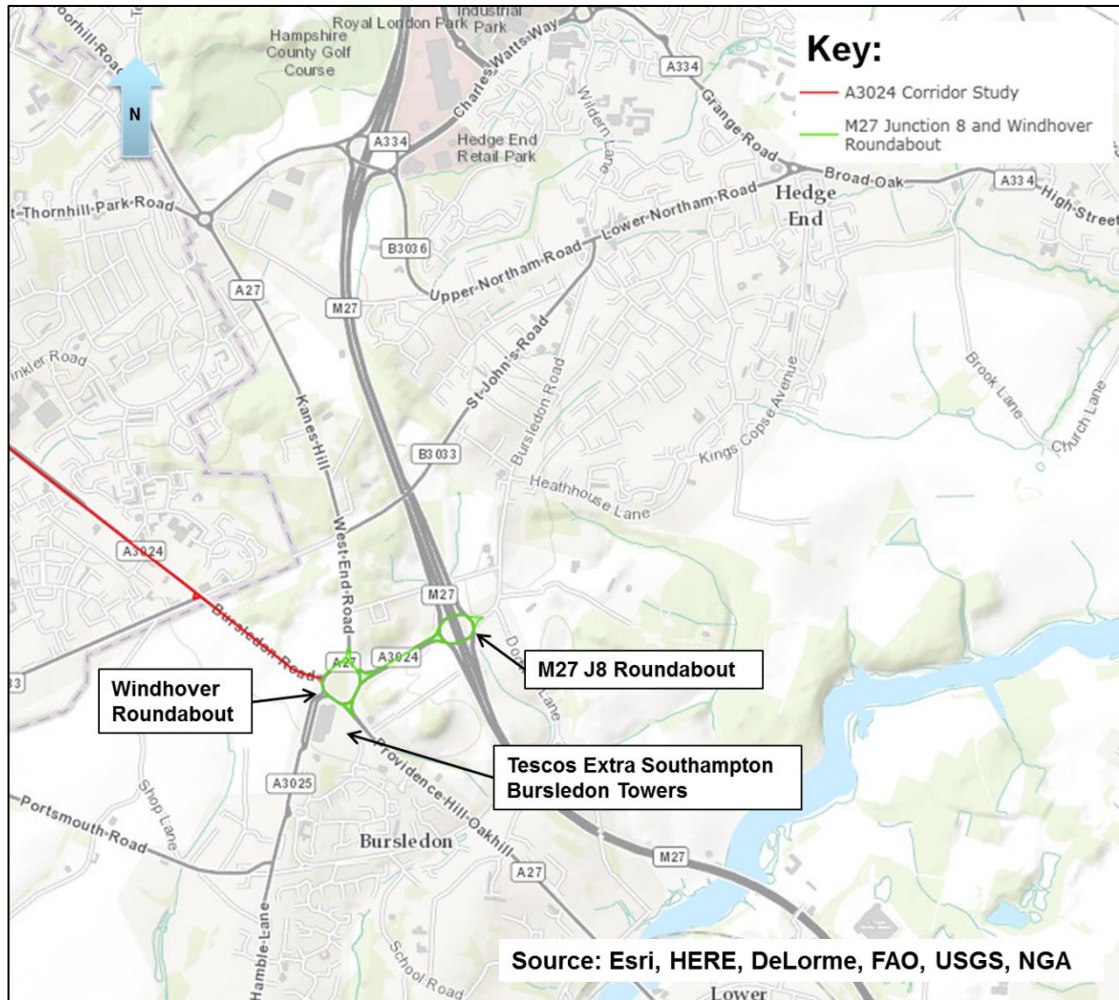 Key:
A3024 Corridor Study
M27 Junction 8 and Windhover
Roundabout
N
Royal London Park
Industrial
Park
Hampshire
County Golf
Course
Charles-Watts-Way
A334
Grange-Road
A334
Wildern-Lane
Hedge End
Retail Park
Broad-Oak
A334
High-Street
Hedge
End
Lower-Northam-Road
Upper-Northam-Road
B3036
t-Thornhill-Park-Road
A27
M27
St-John's-Road
Bursledon Road
Kanes-Hill
B3033
Kings-Copse-Avenue
Heathhouse-Lane
Brook-Lane
Church-Lane
West-End-Road
A3024
Bursledon Road
M27
A27
A3024
M27 J8 Roundabout
Windhover
Roundabout
Tescos Extra Southampton
Bursledon Towers
A3025
Providence-Hill-Oakhill
Shop-Lane
Portsmouth-Road
Bursledon
A27
M27
Hamble-Lane
School-Road
Source: Esri, HERE, DeLorme, FAO, USGS, NGA
Lower